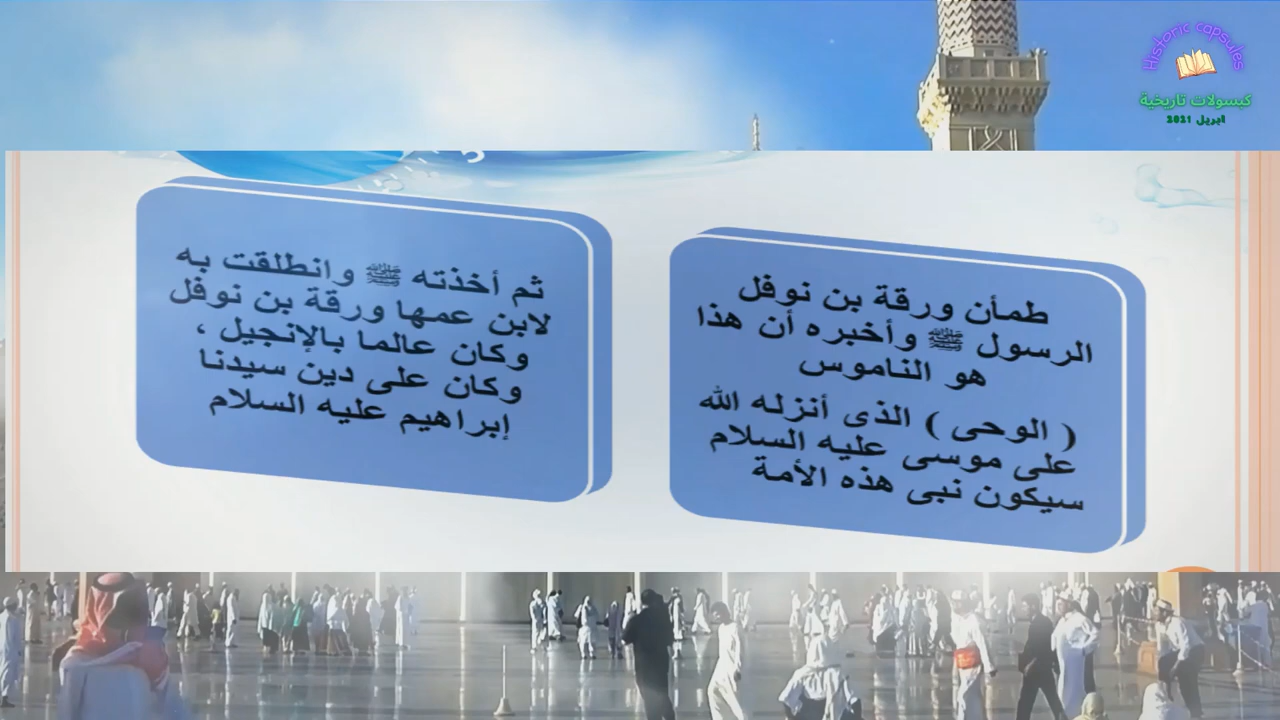 Historic capsules
كبسولات تاريخية
ابريل 2021
طمأن ورقة بن نوفل
الرسول ﷺ وأخبره أن هذا
هو الناموس
( الوحى ) الذى أنزله الله
على موسى عليه السلام
سيكون نبى هذه الأمة
ثم أخذته ﷺ وانطلقت به
لابن عمها ورقة بن نوفل
وكان عالما بالإنجيل ،
وكان على دين سيدنا
إبراهيم عليه السلام